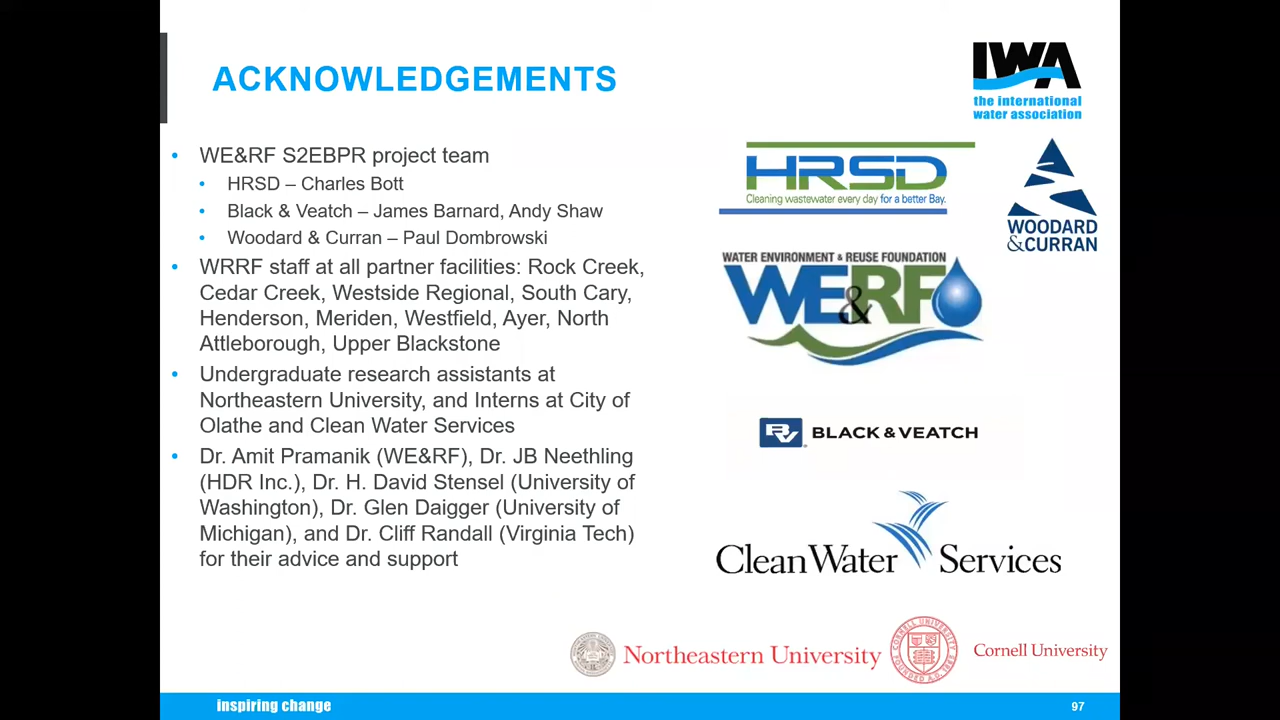 ACKNOWLEDGEMENTS
IWA
the international
water association
• WE&RF S2EBPR project team
• HRSD – Charles Bott
• Black & Veatch – James Barnard, Andy Shaw
• Woodard & Curran – Paul Dombrowski
• WRRF staff at all partner facilities: Rock Creek,
Cedar Creek, Westside Regional, South Cary,
Henderson, Meriden, Westfield, Ayer, North
Attleborough, Upper Blackstone
• Undergraduate research assistants at
Northeastern University, and Interns at City of
Olathe and Clean Water Services
• Dr. Amit Pramanik (WE&RF), Dr. JB Neethling
(HDR Inc.), Dr. H. David Stensel (University of
Washington), Dr. Glen Daigger (University of
Michigan), and Dr. Cliff Randall (Virginia Tech)
for their advice and support
HRSD
Cleaning wastewater every day for a better Bay.
WOODARD
&CURRAN
WATER ENVIRONMENT & REUSE FOUNDATION
WE&RF
BV BLACK & VEATCH
CleanWater Services
Northeastern University
CORNELL UNIVERSITY
FOUNDED A.D. 1865
Cornell University
inspiring change
97